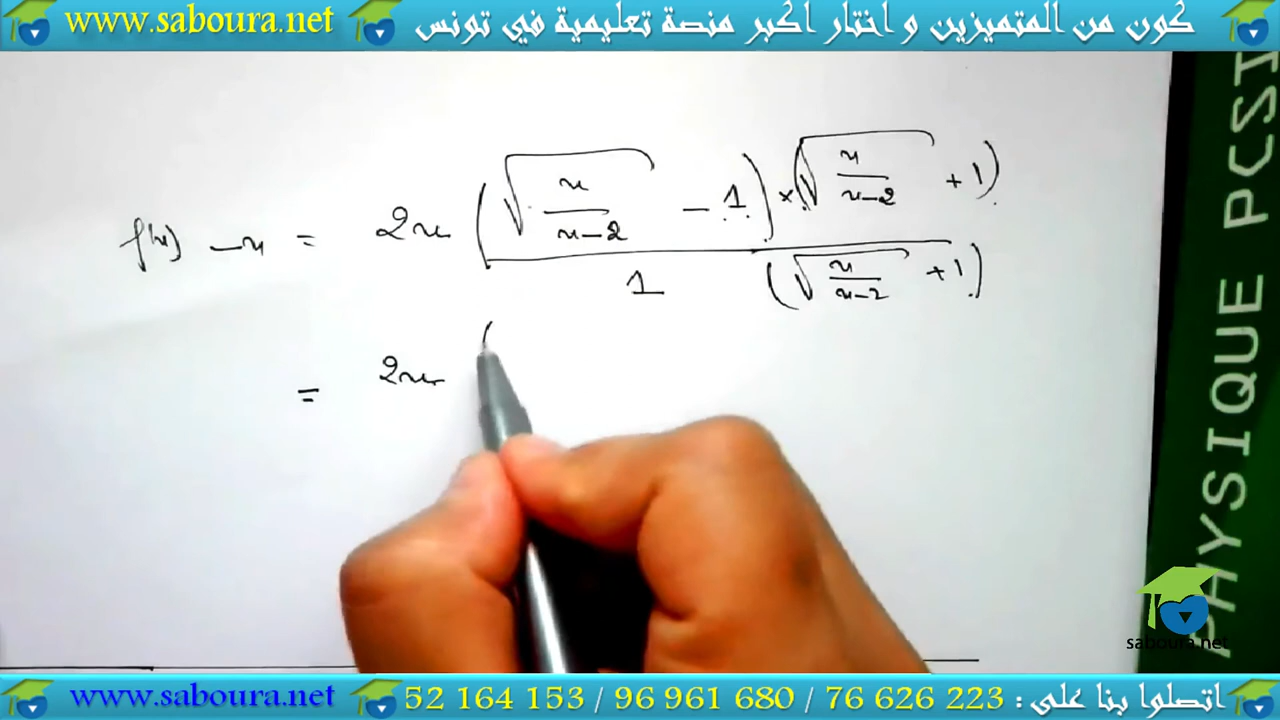 www.saboura.net كون من المتميزين و اختار اكبر منصة تعليمية في تونس
f(x) - x = 2x (√(x/(x-2)) - 1) × (√(x/(x-2)) + 1)
1 (√(x/(x-2)) + 1)
= 2x (
PHYSIQUE PCSI
saboura.net
www.saboura.net 52 164 153 / 96 961 680 / 76 626 223 : اتصلوا بنا على